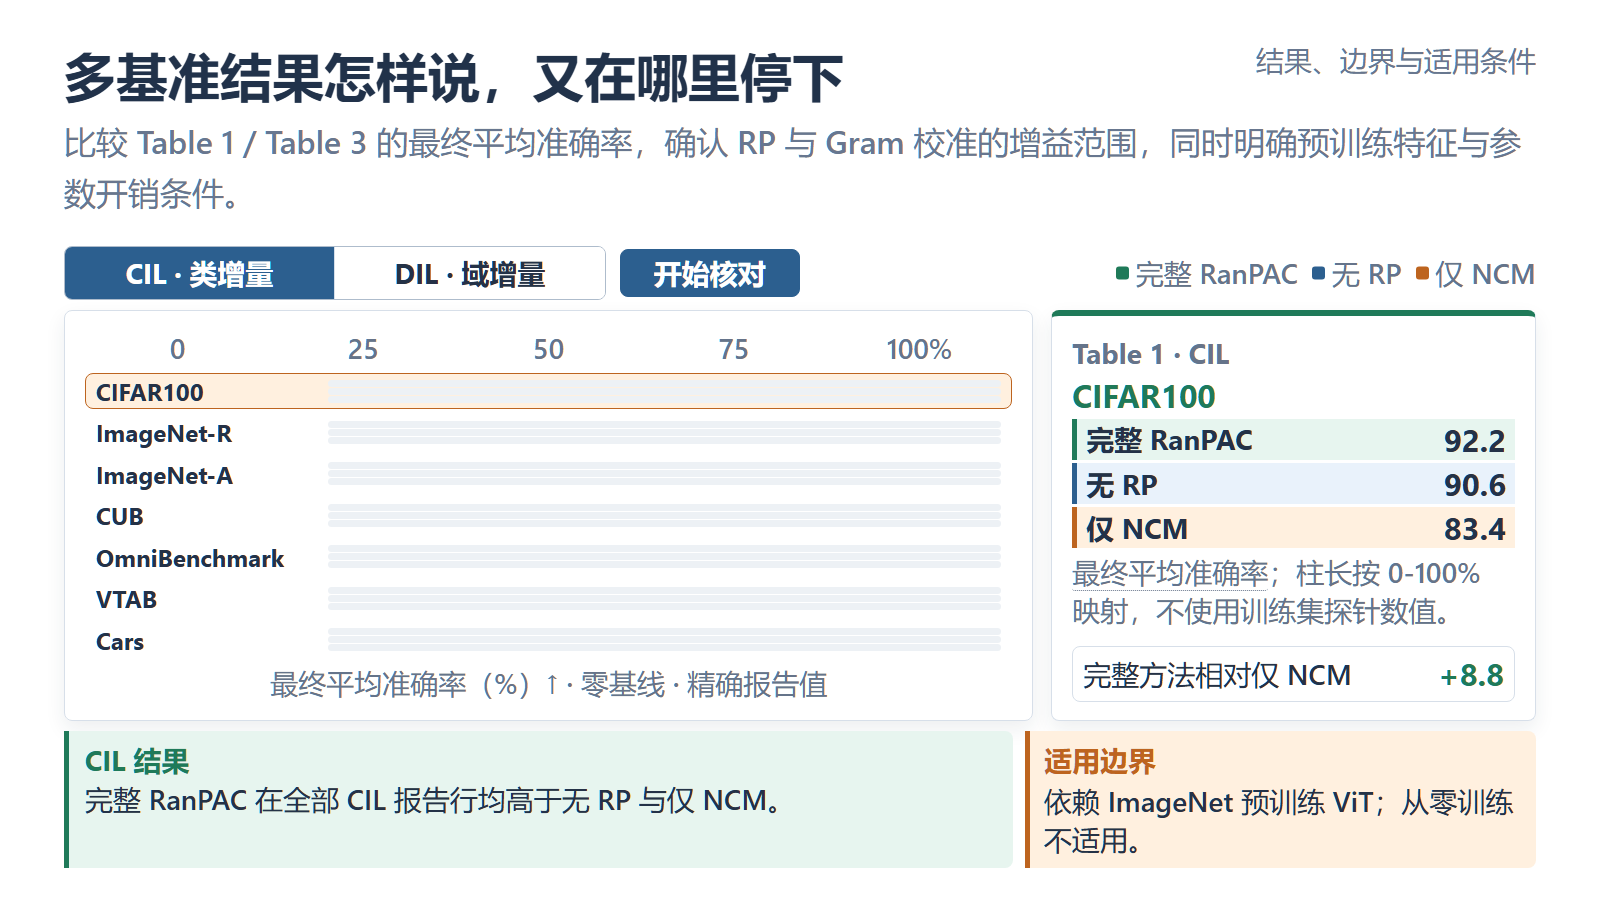 多基准结果怎样说，又在哪里停下
结果、边界与适用条件
比较 Table 1 / Table 3 的最终平均准确率，确认 RP 与 Gram 校准的增益范围，同时明确预训练特征与参
数开销条件。
CIL · 类增量
DIL · 域增量
开始核对
完整 RanPAC 无 RP 仅 NCM
0 25 50 75 100%
CIFAR100
ImageNet-R
ImageNet-A
CUB
OmniBenchmark
VTAB
Cars
最终平均准确率（%）↑ · 零基线 · 精确报告值
Table 1 · CIL
CIFAR100
完整 RanPAC 92.2
无 RP 90.6
仅 NCM 83.4
最终平均准确率；柱长按 0-100%
映射，不使用训练集探针数值。
完整方法相对仅 NCM +8.8
CIL 结果
完整 RanPAC 在全部 CIL 报告行均高于无 RP 与仅 NCM。
适用边界
依赖 ImageNet 预训练 ViT；从零训练
不适用。